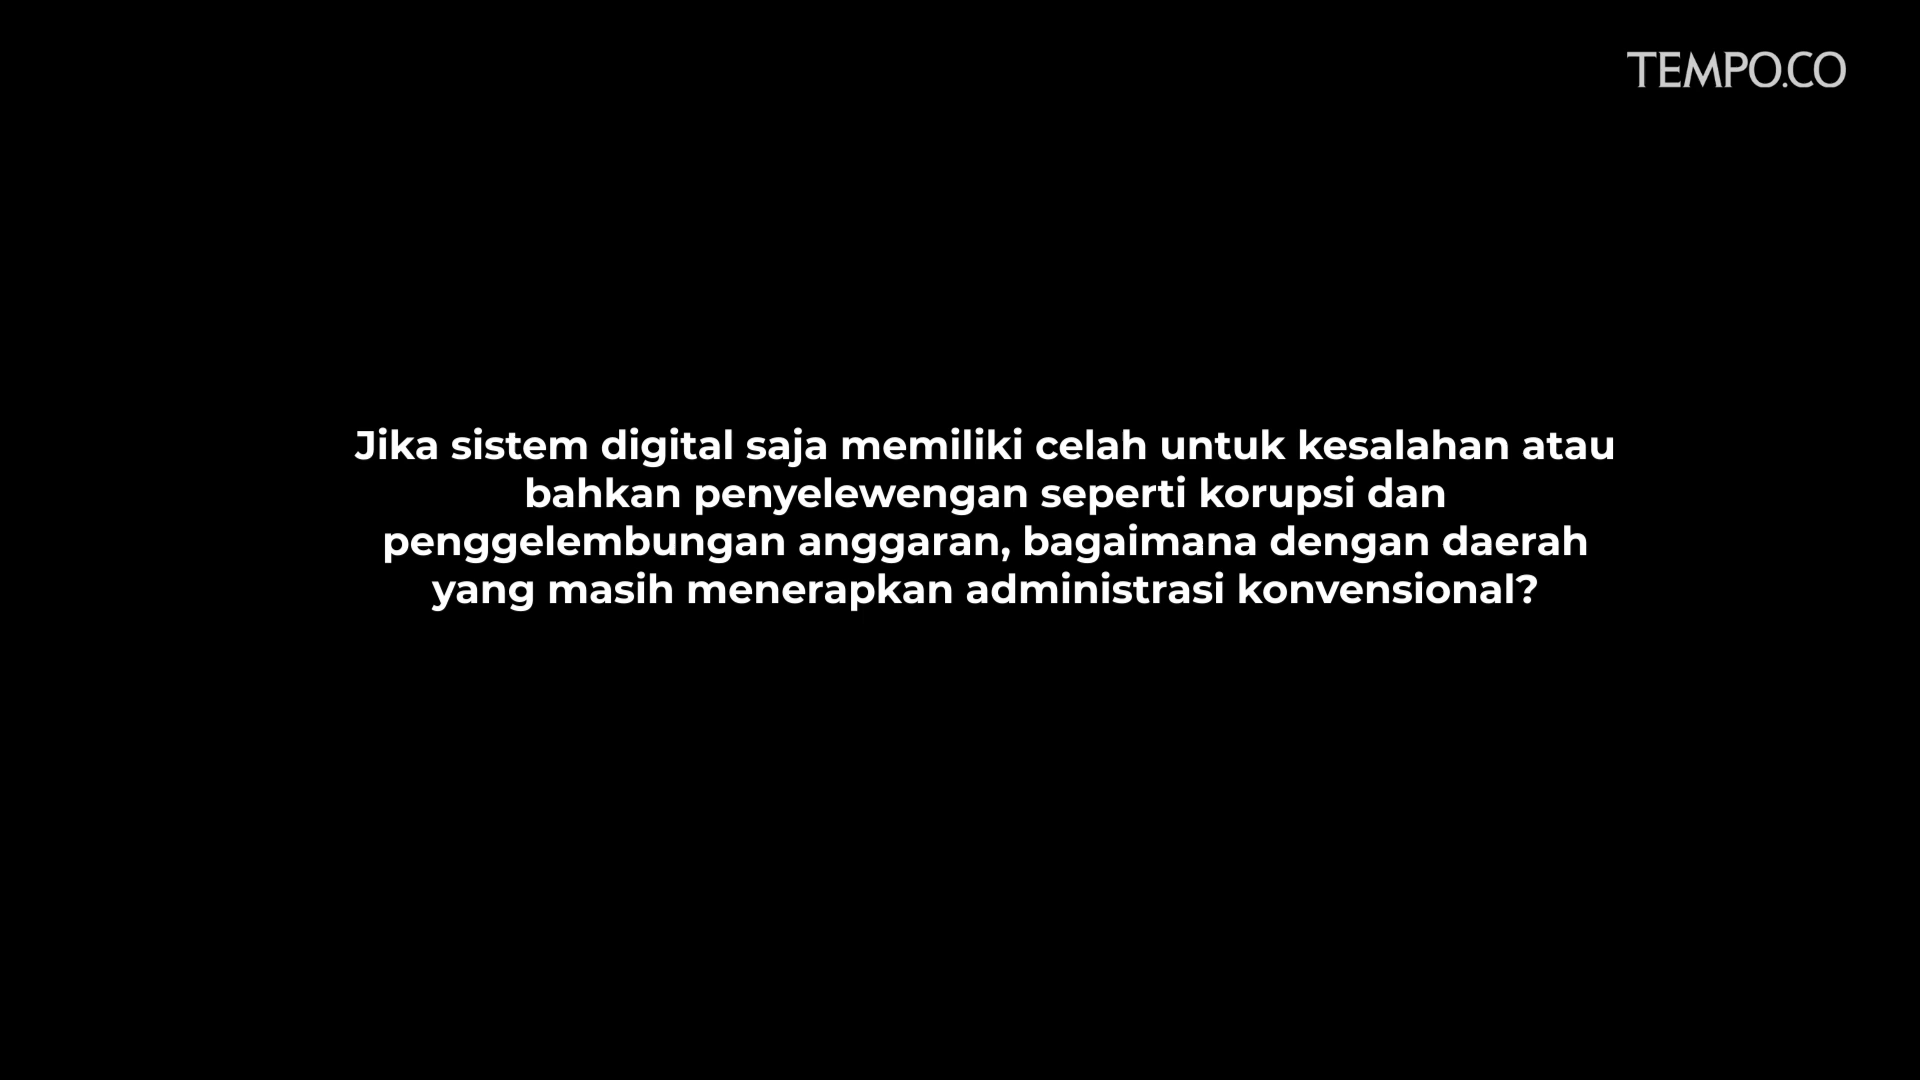 TEMPO.CO
Jika sistem digital saja memiliki celah untuk kesalahan atau
bahkan penyelewengan seperti korupsi dan
penggelembungan anggaran, bagaimana dengan daerah
yang masih menerapkan administrasi konvensional?